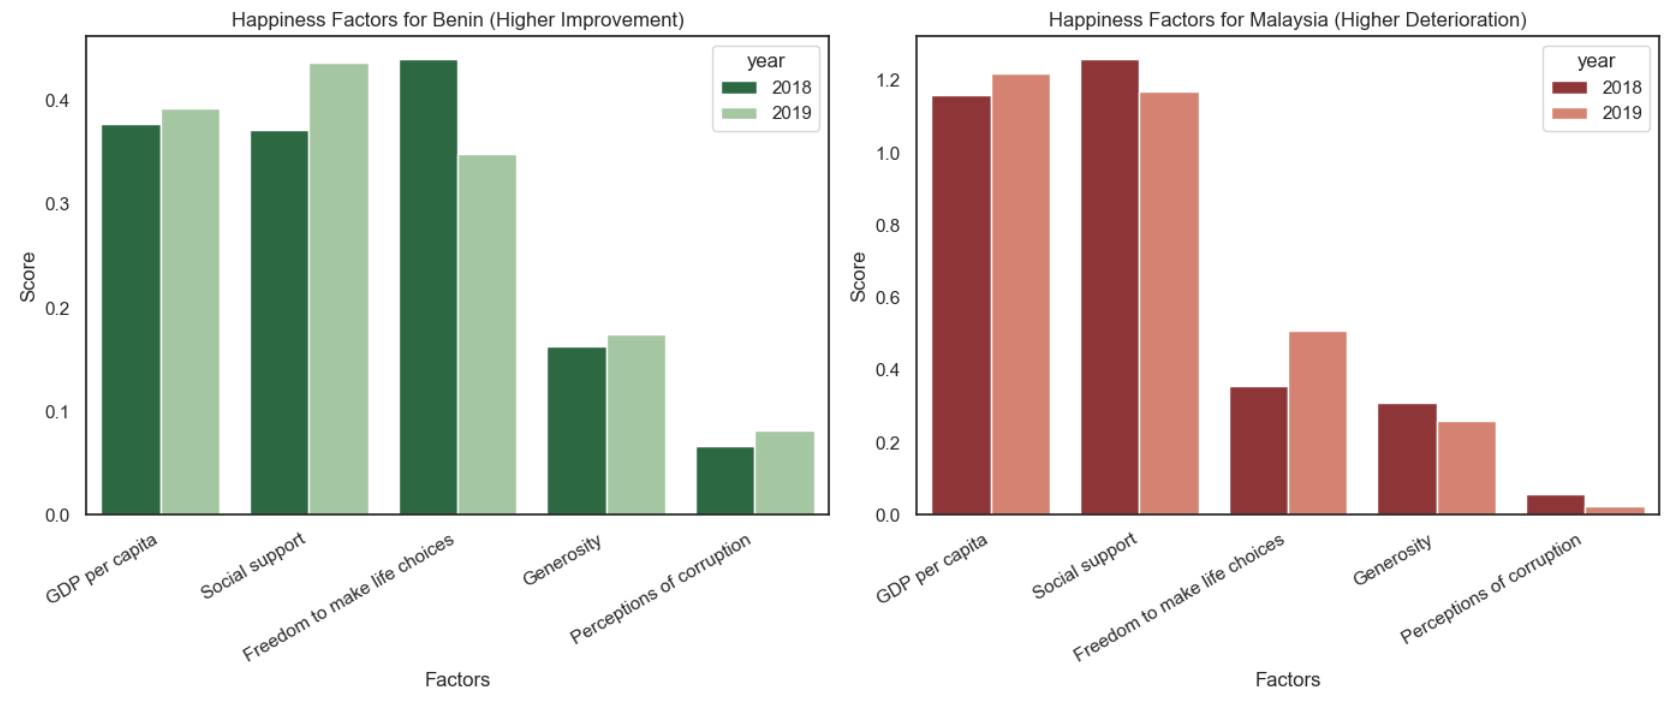 Happiness Factors for Benin (Higher Improvement)
year
2018
2019
0.4
0.3
0.2
0.1
0.0
Score
GDP per capita
Social support
Freedom to make life choices
Generosity
Perceptions of corruption
Factors
Happiness Factors for Malaysia (Higher Deterioration)
year
2018
2019
1.2
1.0
0.8
0.6
0.4
0.2
0.0
Score
GDP per capita
Social support
Freedom to make life choices
Generosity
Perceptions of corruption
Factors